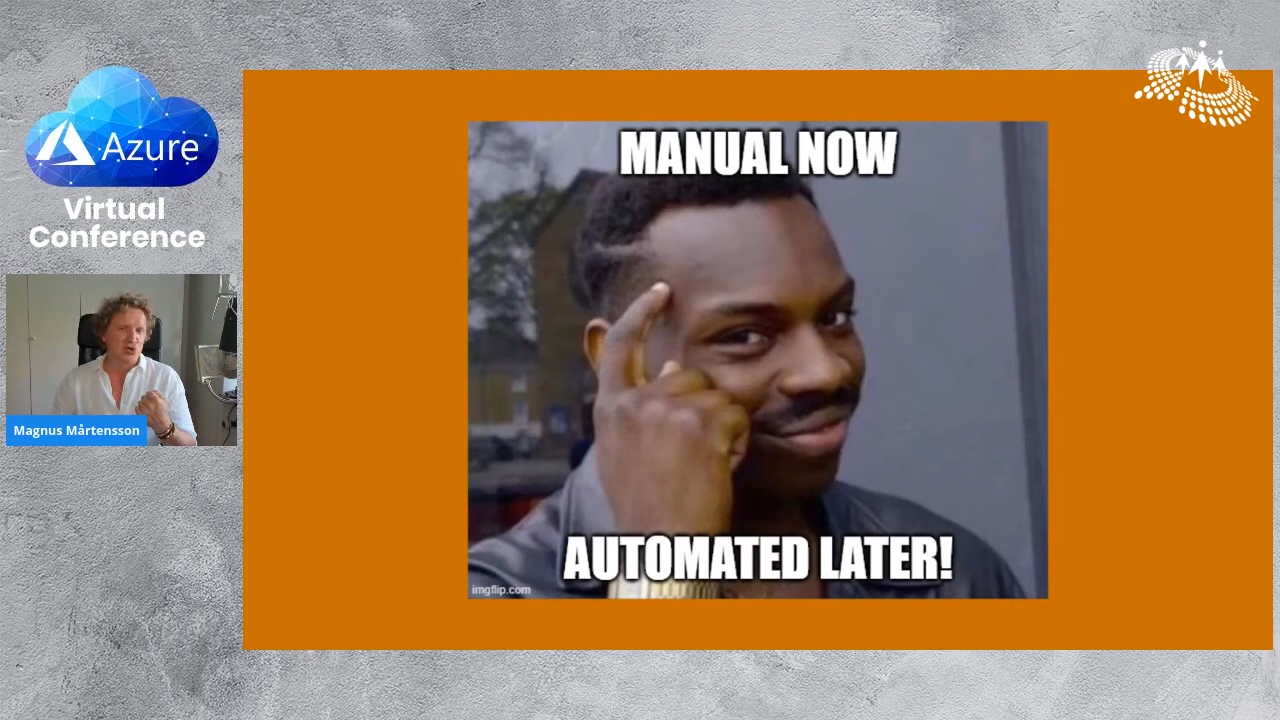 Azure
Virtual
Conference
Magnus Mårtensson
MANUAL NOW
AUTOMATED LATER!
imgflip.com